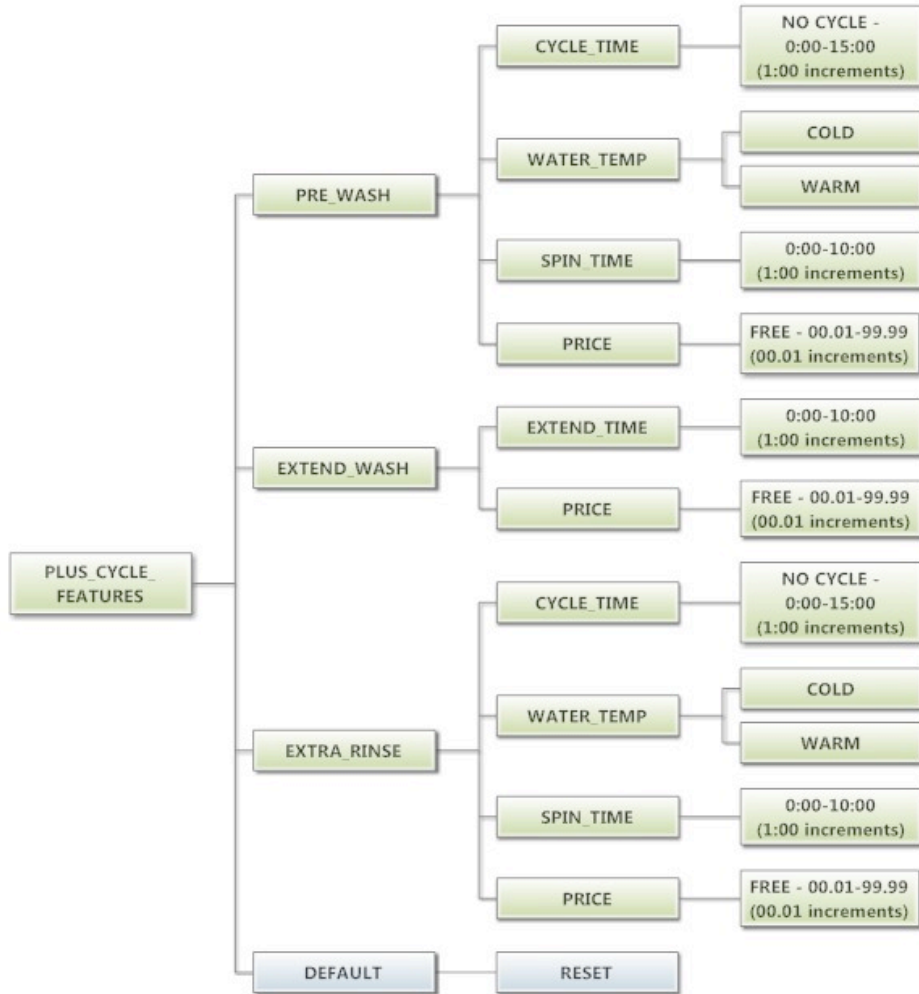 CYCLE_TIME
NO CYCLE -
0:00-15:00
(1:00 increments)
WATER_TEMP
COLD
WARM
PRE_WASH
SPIN_TIME
0:00-10:00
(1:00 increments)
PRICE
FREE - 00.01-99.99
(00.01 increments)
EXTEND_WASH
EXTEND_TIME
0:00-10:00
(1:00 increments)
PRICE
FREE - 00.01-99.99
(00.01 increments)
PLUS_CYCLE_
FEATURES
CYCLE_TIME
NO CYCLE -
0:00-15:00
(1:00 increments)
WATER_TEMP
COLD
WARM
EXTRA_RINSE
SPIN_TIME
0:00-10:00
(1:00 increments)
PRICE
FREE - 00.01-99.99
(00.01 increments)
DEFAULT
RESET